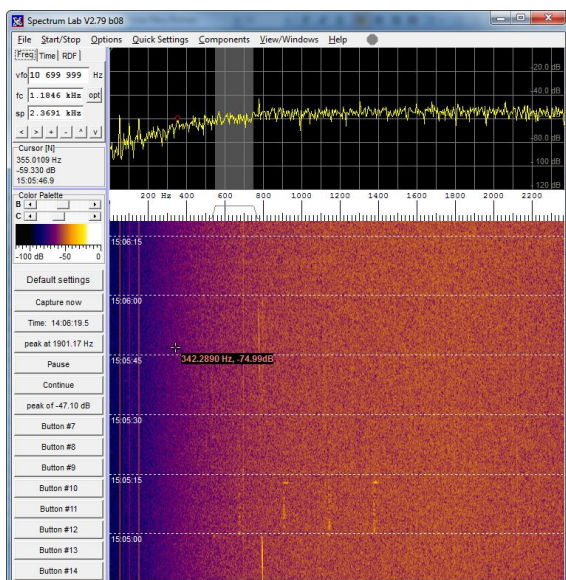 Spectrum Lab V2.79 b08
File Start/Stop Options Quick Settings Components View/Windows Help
Freq Time RDF
vfo 10 699 999 Hz
fc 1.1846 kHz opt
sp 2.3691 kHz
< > + - ^ v
Cursor [N]
355.0109 Hz
-59.330 dB
15:05:46.9
Color Palette
B
C
-100 dB -50 0
Default settings
Capture now
Time: 14:06:19.5
peak at 1901.17 Hz
Pause
Continue
peak of -47.10 dB
Button #7
Button #8
Button #9
Button #10
Button #11
Button #12
Button #13
Button #14
-20.0 dB
-40.0 dB
-60.0 dB
-80.0 dB
-100 dB
-120 dB
200 Hz 400 600 800 1000 1200 1400 1600 1800 2000 2200
15:06:15
15:06:00
342.2890 Hz, -74.99dB
15:05:45
15:05:30
15:05:15
15:05:00